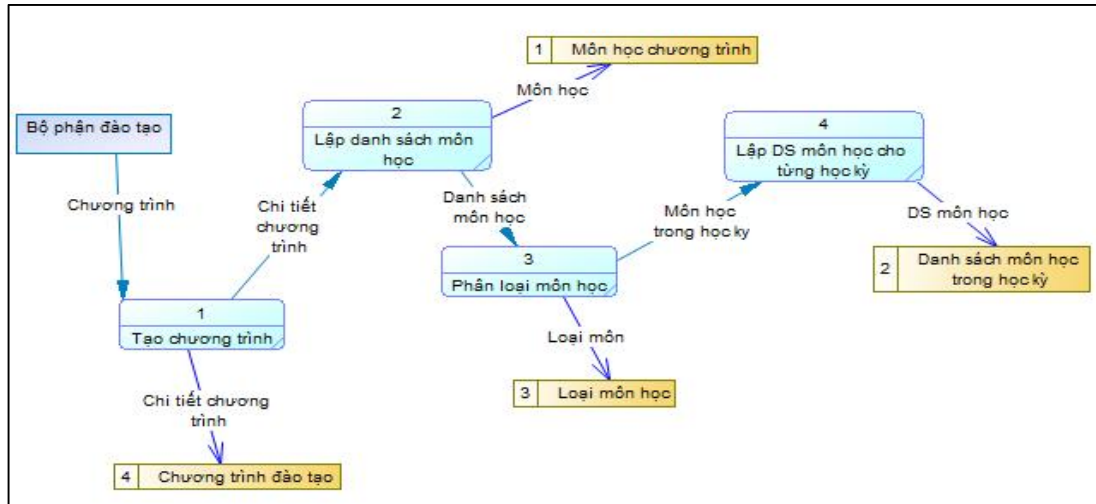 1 Môn học chương trình
Môn học
Bộ phận đào tạo
2
Lập danh sách môn
học
4
Lập DS môn học cho
từng học kỳ
Chương trình
Chi tiết
chương
trình
Danh sách
môn học
Môn học
trong học ky
DS môn học
3
Phân loại môn học
2 Danh sách môn học
trong học kỳ
1
Tạo chương trình
Loại môn
3 Loại môn học
Chi tiết chương
trình
4 Chương trình đào tạo